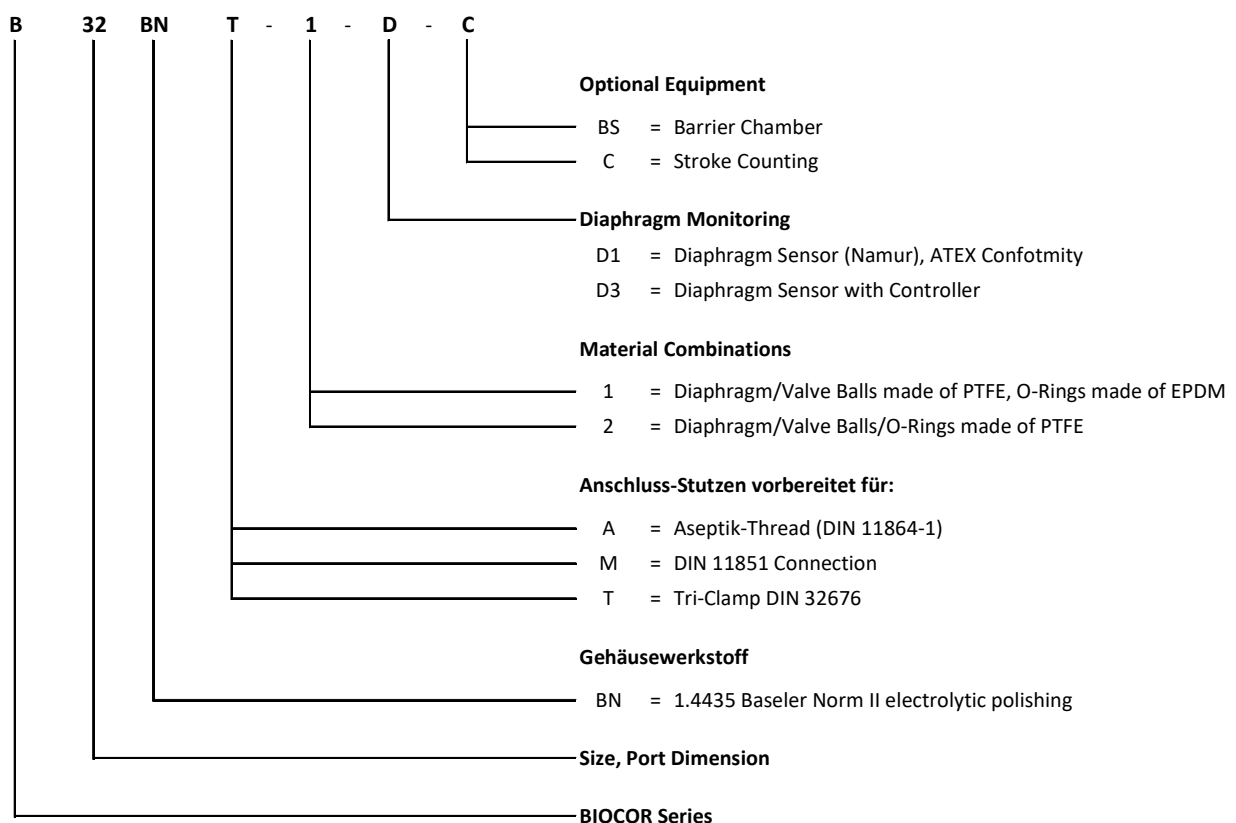 B 32 BN T - 1 - D - C
Optional Equipment
BS = Barrier Chamber
C = Stroke Counting
Diaphragm Monitoring
D1 = Diaphragm Sensor (Namur), ATEX Confotmity
D3 = Diaphragm Sensor with Controller
Material Combinations
1 = Diaphragm/Valve Balls made of PTFE, O-Rings made of EPDM
2 = Diaphragm/Valve Balls/O-Rings made of PTFE
Anschluss-Stutzen vorbereitet für:
A = Aseptik-Thread (DIN 11864-1)
M = DIN 11851 Connection
T = Tri-Clamp DIN 32676
Gehäusewerkstoff
BN = 1.4435 Baseler Norm II electrolytic polishing
Size, Port Dimension
BIOCOR Series